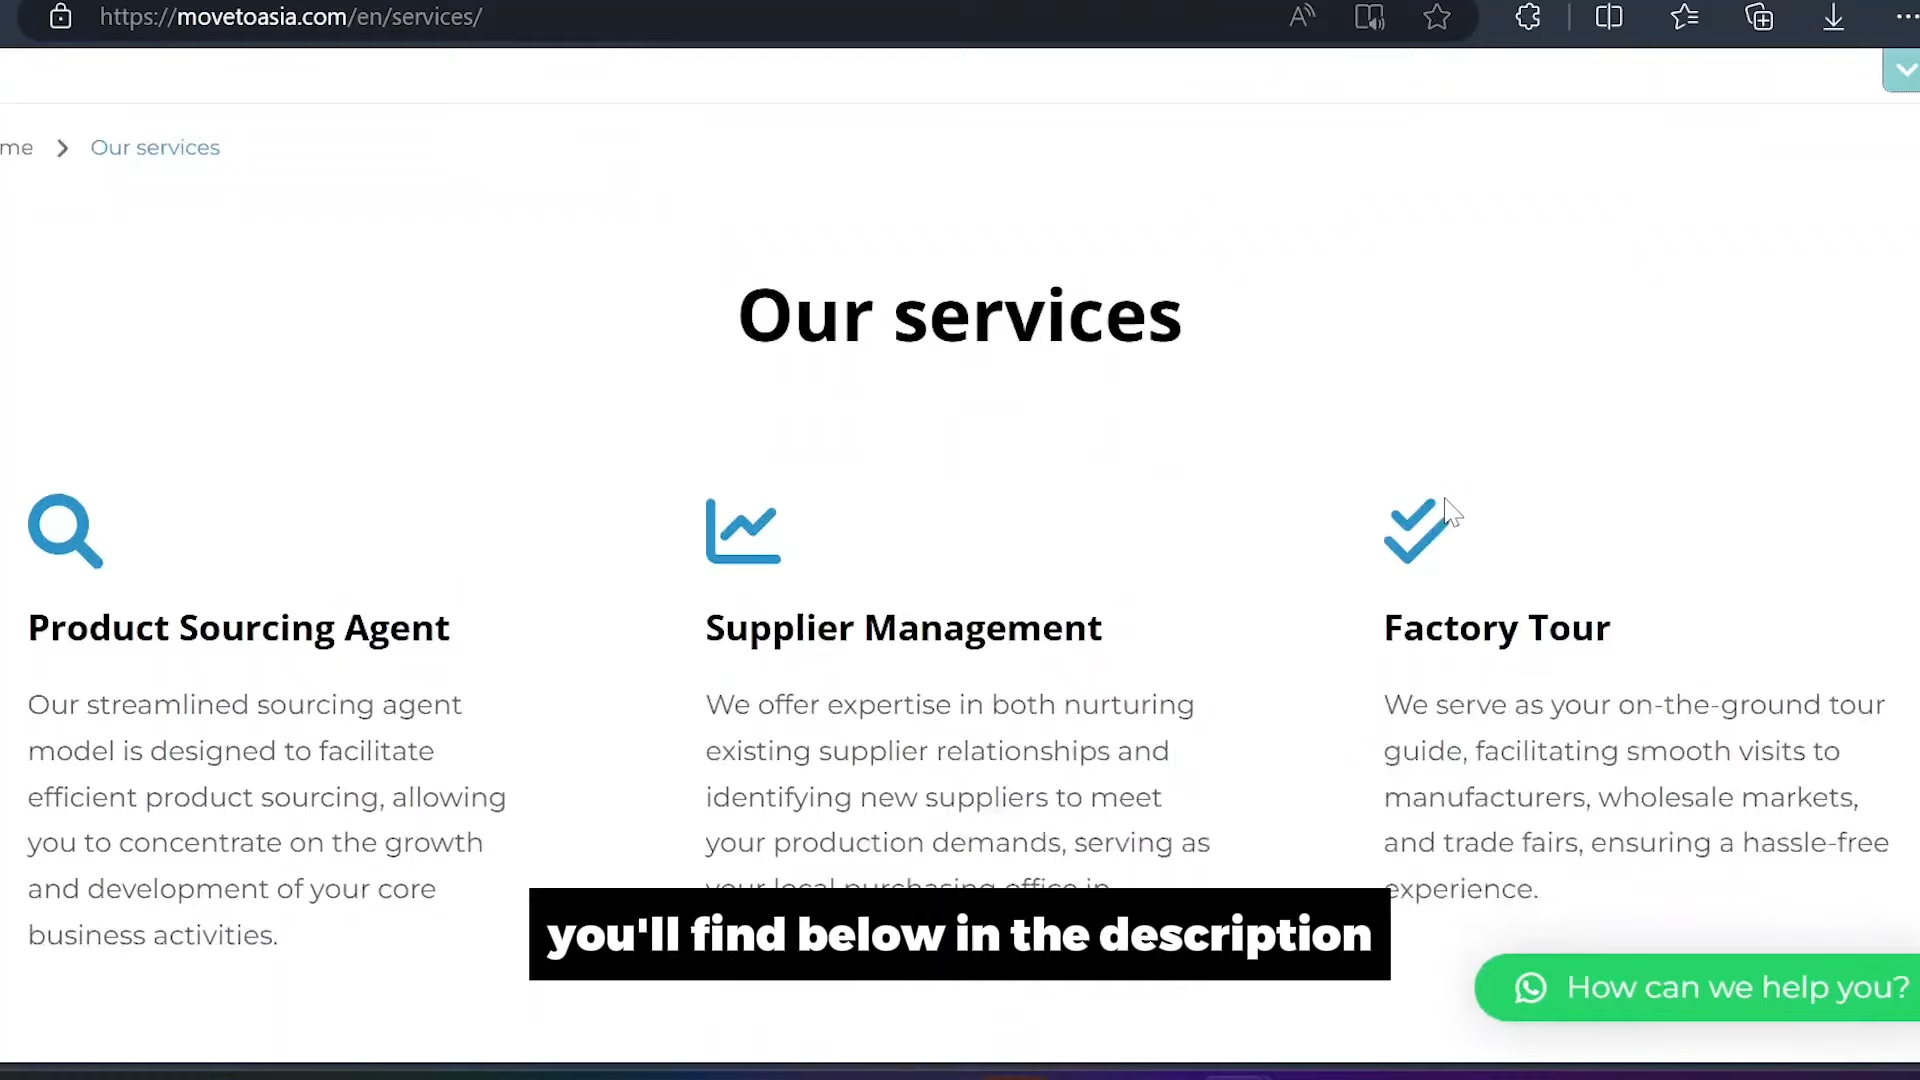 https://movetoasia.com/en/services/
me > Our services
Our services
Product Sourcing Agent
Our streamlined sourcing agent
model is designed to facilitate
efficient product sourcing, allowing
you to concentrate on the growth
and development of your core
business activities.
Supplier Management
We offer expertise in both nurturing
existing supplier relationships and
identifying new suppliers to meet
your production demands, serving as
your local purchasing office in
Factory Tour
We serve as your on-the-ground tour
guide, facilitating smooth visits to
manufacturers, wholesale markets,
and trade fairs, ensuring a hassle-free
experience.
you'll find below in the description
How can we help you?